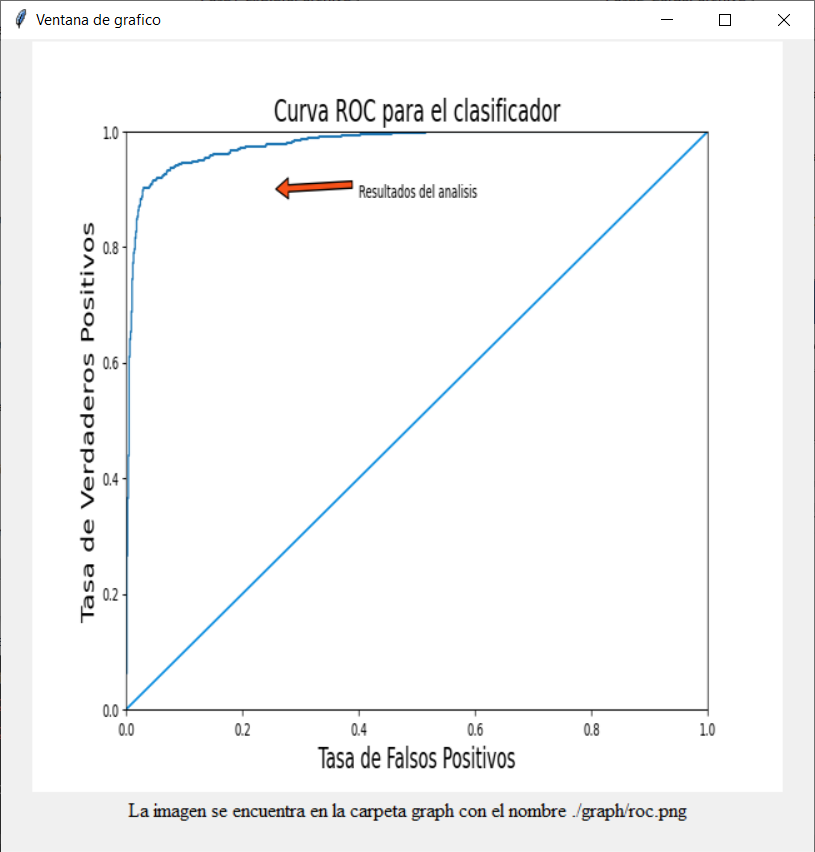 Ventana de grafico
Curva ROC para el clasificador
1.0
Resultados del analisis
0.8
0.6
0.4
0.2
0.0
Tasa de Verdaderos Positivos
0.0 0.2 0.4 0.6 0.8 1.0
Tasa de Falsos Positivos
La imagen se encuentra en la carpeta graph con el nombre ./graph/roc.png